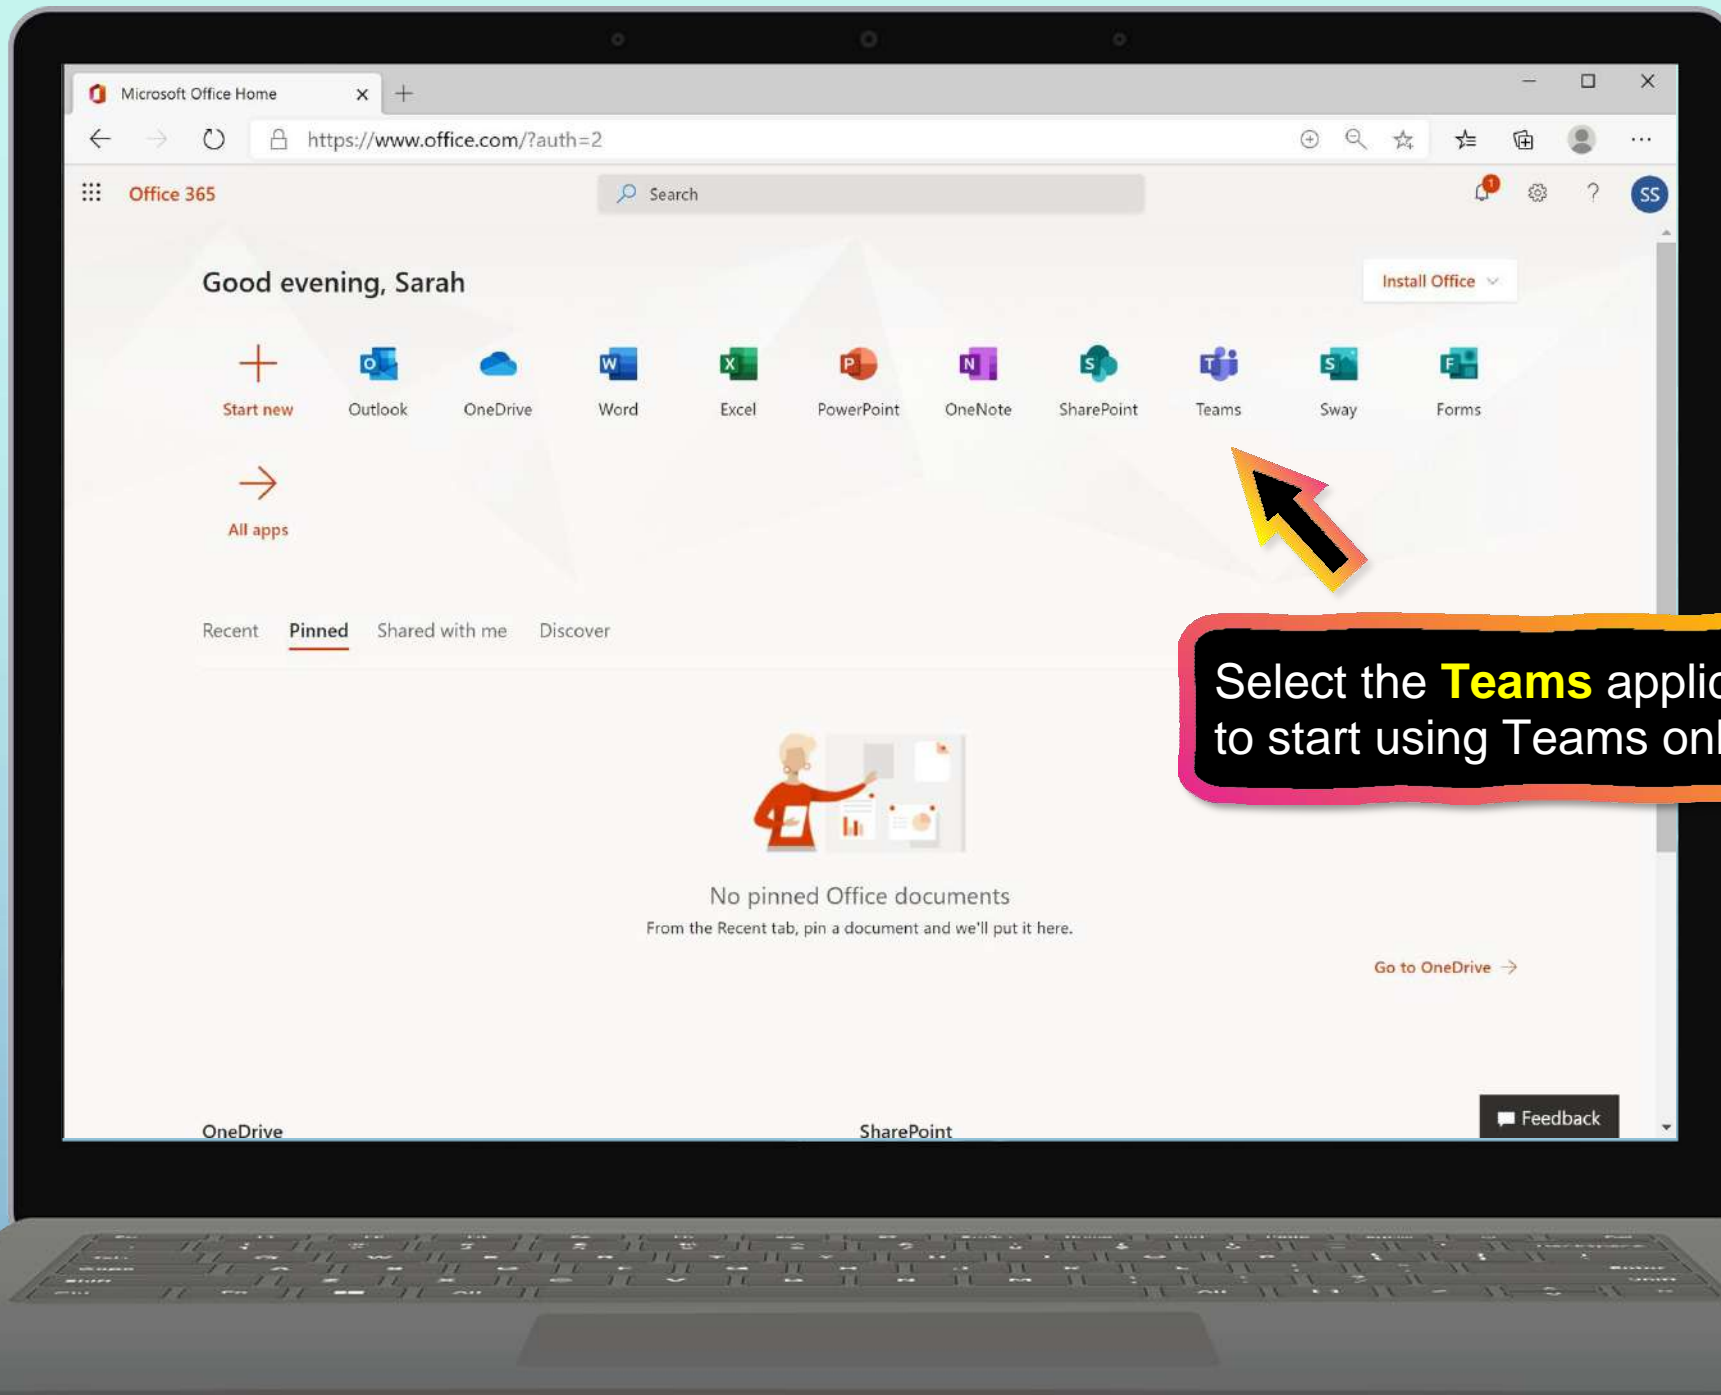 Microsoft Office Home
https://www.office.com/?auth=2
Office 365
Search
1
?
SS
Good evening, Sarah
Install Office
Start new
Outlook
OneDrive
Word
Excel
PowerPoint
OneNote
SharePoint
Teams
Sway
Forms
All apps
Recent
Pinned
Shared with me
Discover
Select the Teams
to start using Teams
No pinned Office documents
From the Recent tab, pin a document and we'll put it here.
Go to OneDrive
Feedback
OneDrive
SharePoint